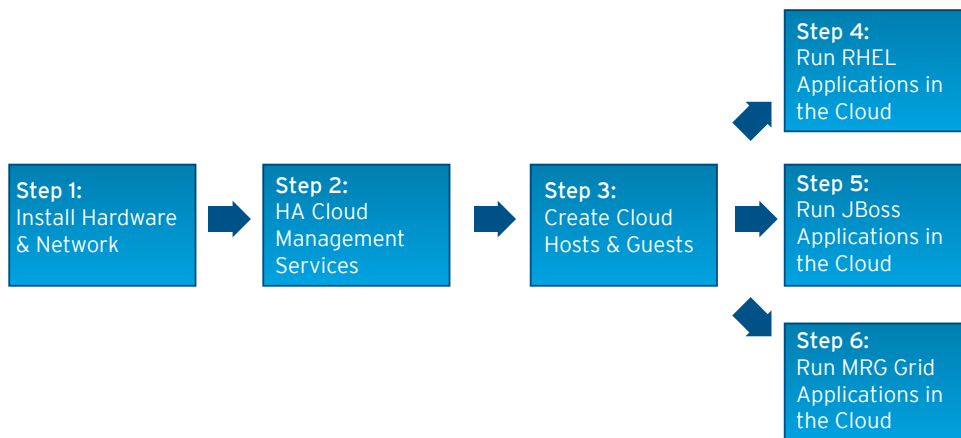 Step 1:
Install Hardware
& Network
Step 2:
HA Cloud
Management
Services
Step 3:
Create Cloud
Hosts & Guests
Step 4:
Run RHEL
Applications in
the Cloud
Step 5:
Run JBoss
Applications in
the Cloud
Step 6:
Run MRG Grid
Applications in
the Cloud